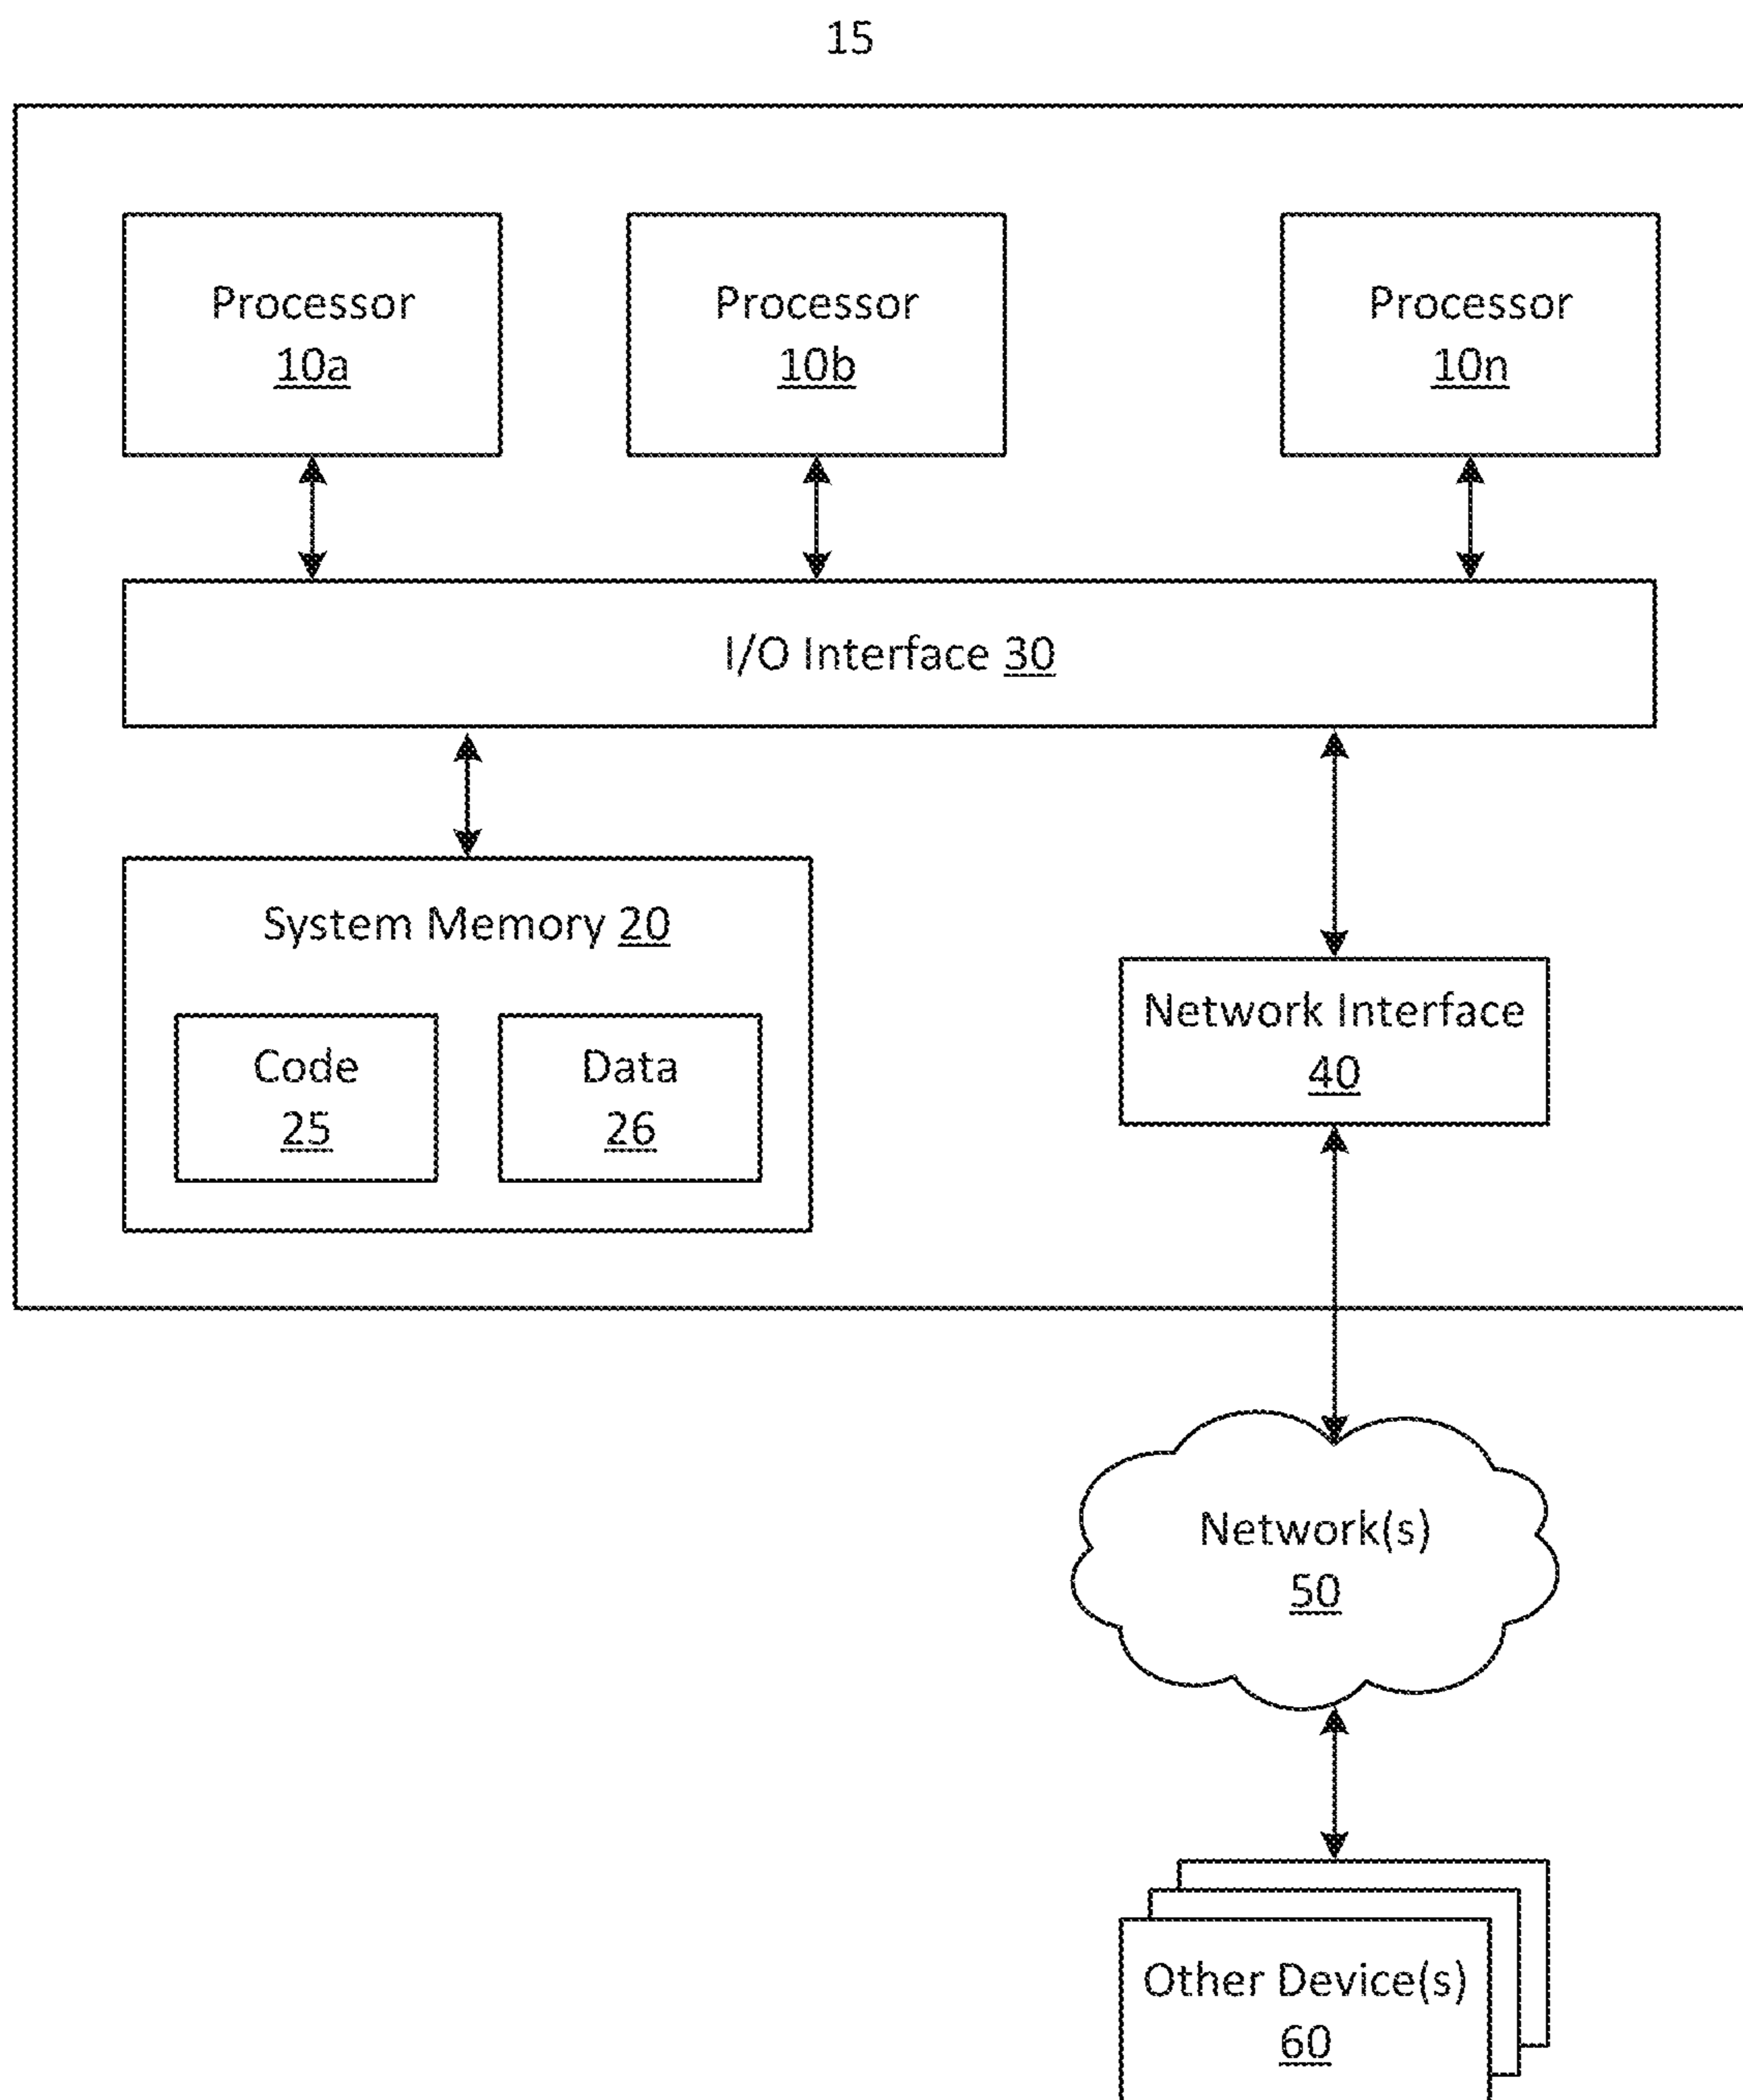 15
Processor
10a
Processor
10b
Processor
10n
I/O Interface 30
System Memory 20
Code
25
Data
26
Network Interface
40
Network(s)
50
Other Device(s)
60